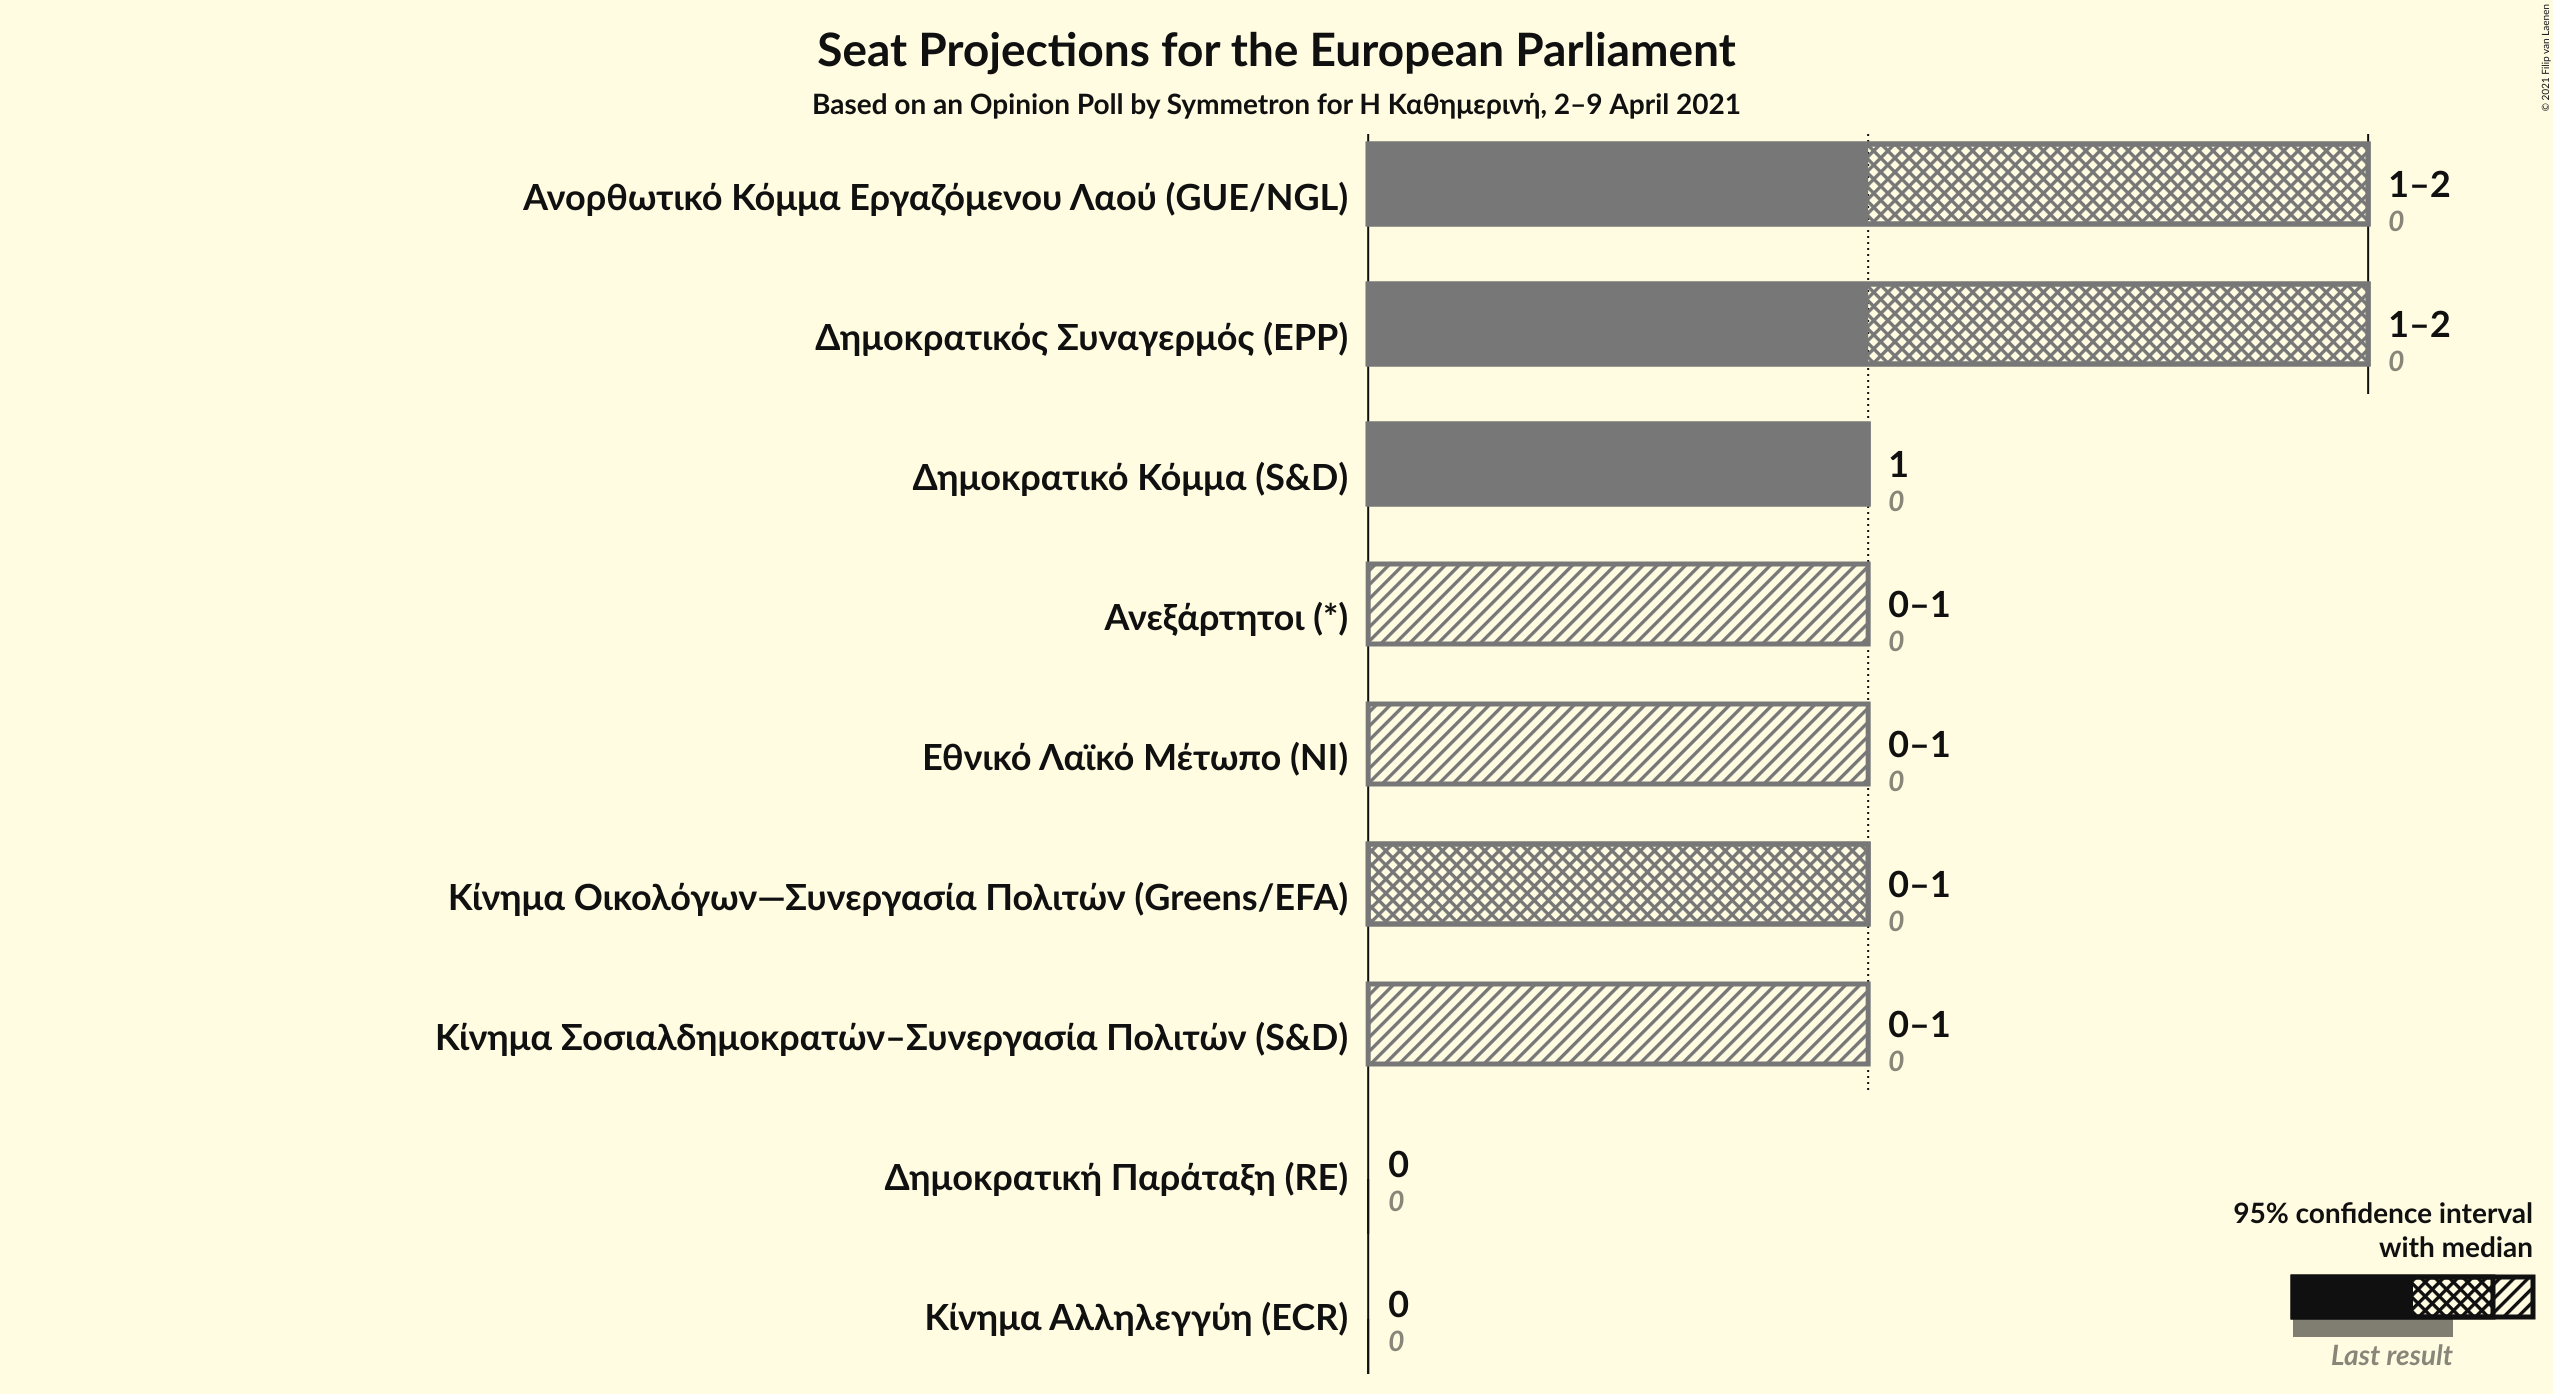 Seat Projections for the European Parliament
Based on an Opinion Poll by Symmetron for Η Καθημερινή, 2–9 April 2021
© 2021 Filip van Laenen
Ανορθωτικό Κόμμα Εργαζόμενου Λαού (GUE/NGL)
1–2
0
Δημοκρατικός Συναγερμός (EPP)
1–2
0
Δημοκρατικό Κόμμα (S&D)
1
0
Ανεξάρτητοι (*)
0–1
0
Εθνικό Λαϊκό Μέτωπο (NI)
0–1
0
Κίνημα Οικολόγων—Συνεργασία Πολιτών (Greens/EFA)
0–1
0
Κίνημα Σοσιαλδημοκρατών–Συνεργασία Πολιτών (S&D)
0–1
0
Δημοκρατική Παράταξη (RE)
0
0
Κίνημα Αλληλεγγύη (ECR)
0
0
95% confidence interval
with median
Last result